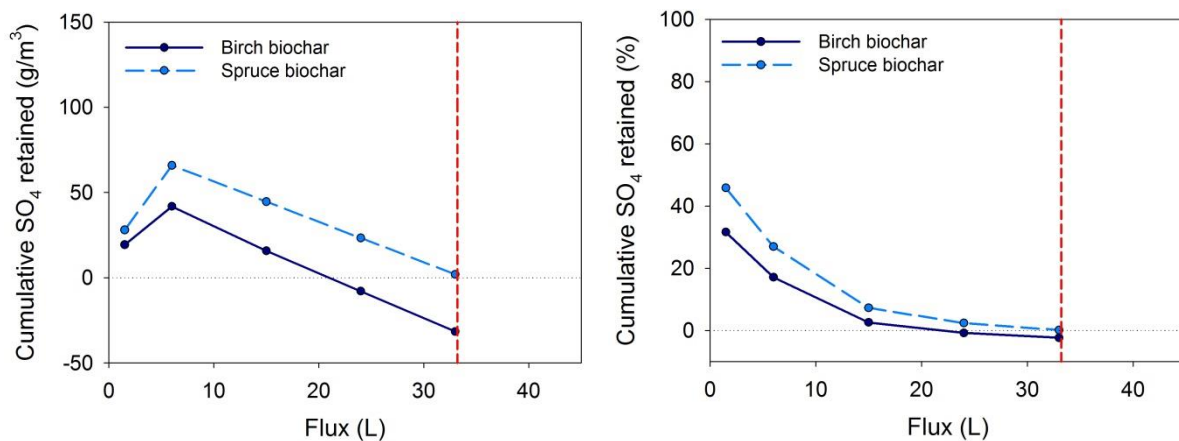 Cumulative SO₄ retained (g/m³)
150
100
50
0
-50
Birch biochar
Spruce biochar
0
10
20
30
40
Flux (L)
Cumulative SO₄ retained (%)
100
80
60
40
20
0
Birch biochar
Spruce biochar
0
10
20
30
40
Flux (L)